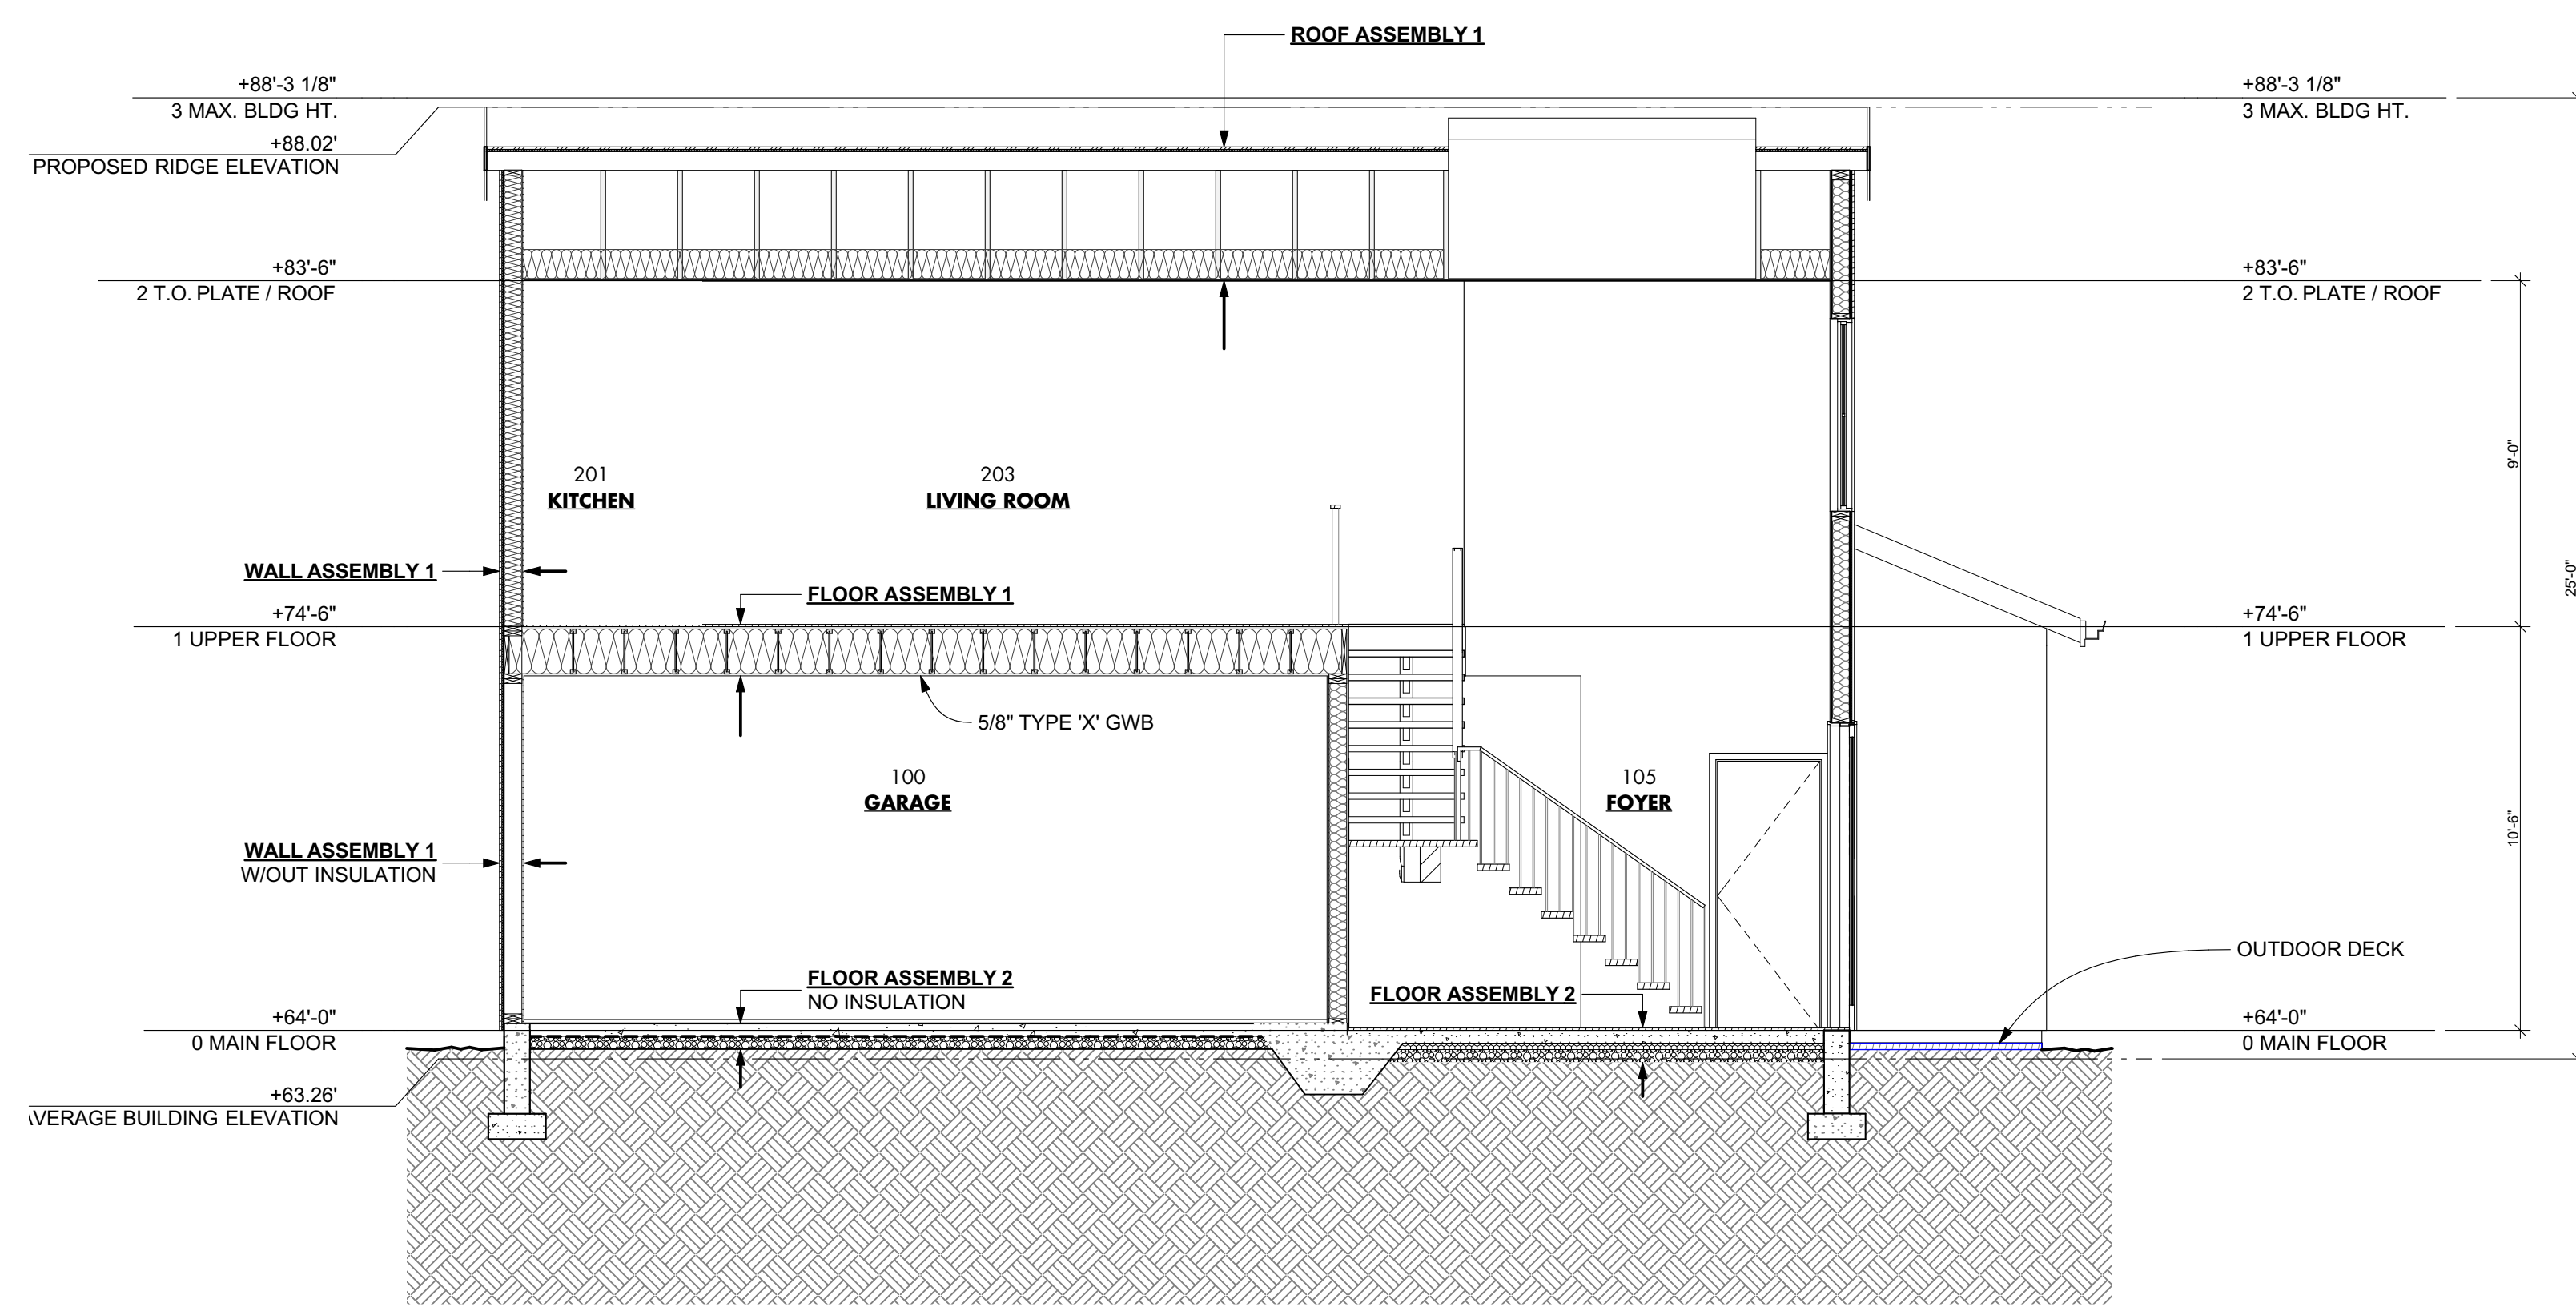 ROOF ASSEMBLY 1
+88'-3 1/8"
3 MAX. BLDG HT.
+88'-3 1/8"
3 MAX. BLDG HT.
+88.02'
PROPOSED RIDGE ELEVATION
+83'-6"
2 T.O. PLATE / ROOF
+83'-6"
2 T.O. PLATE / ROOF
9'-0"
201
KITCHEN
203
LIVING ROOM
WALL ASSEMBLY 1
FLOOR ASSEMBLY 1
25'-0"
+74'-6"
1 UPPER FLOOR
+74'-6"
1 UPPER FLOOR
5/8" TYPE 'X' GWB
100
GARAGE
105
FOYER
10'-6"
WALL ASSEMBLY 1
W/OUT INSULATION
OUTDOOR DECK
FLOOR ASSEMBLY 2
NO INSULATION
FLOOR ASSEMBLY 2
+64'-0"
0 MAIN FLOOR
+64'-0"
0 MAIN FLOOR
+63.26'
AVERAGE BUILDING ELEVATION